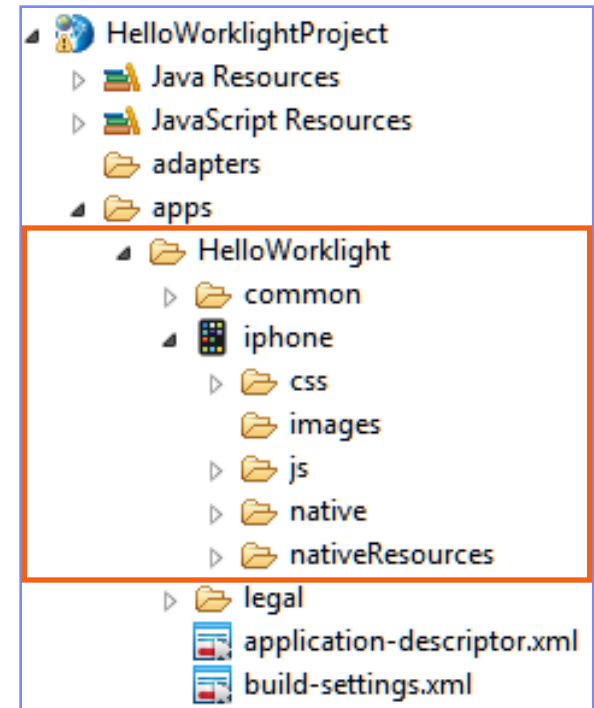 HelloWorklightProject
Java Resources
JavaScript Resources
adapters
apps
HelloWorklight
common
iphone
css
images
js
native
nativeResources
legal
application-descriptor.xml
build-settings.xml